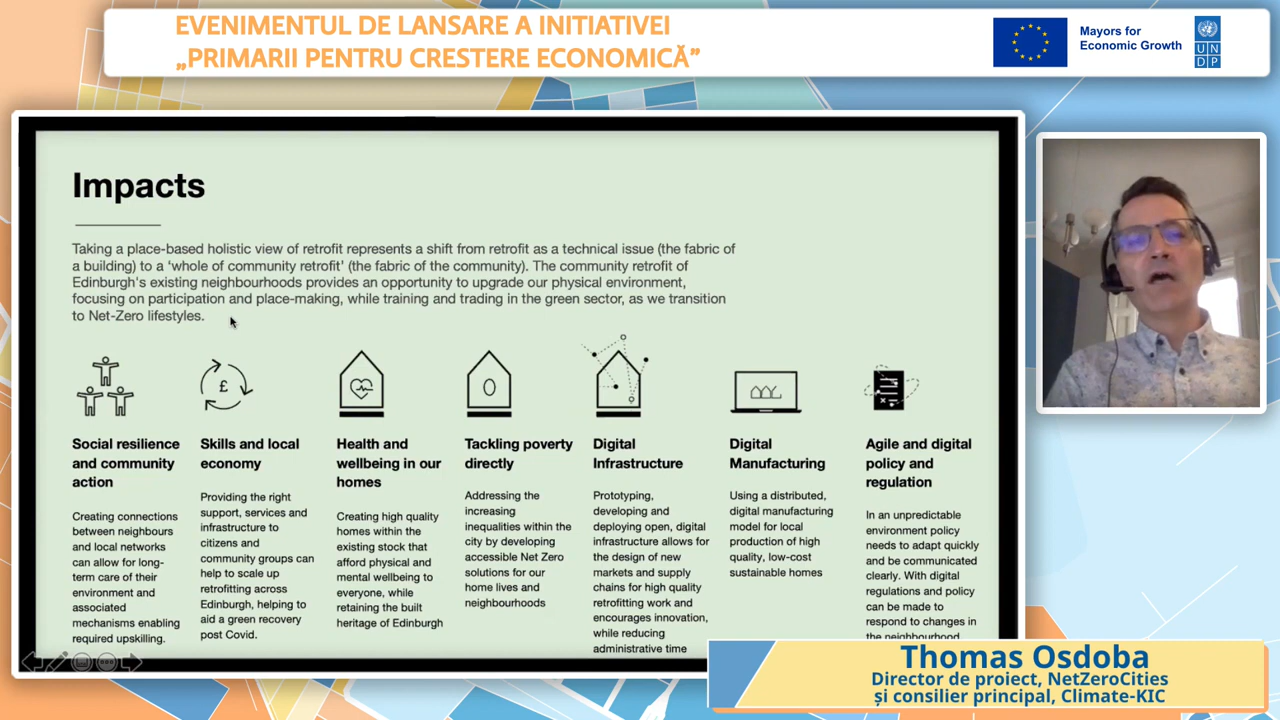 EVENIMENTUL DE LANSARE A INITIATIVEI
„PRIMARII PENTRU CRESTERE ECONOMICĂ”
Mayors for
Economic Growth
U N
D P
Impacts
Taking a place-based holistic view of retrofit represents a shift from retrofit as a technical issue (the fabric of
a building) to a ‘whole of community retrofit’ (the fabric of the community). The community retrofit of
Edinburgh's existing neighbourhoods provides an opportunity to upgrade our physical environment,
focusing on participation and place-making, while training and trading in the green sector, as we transition
to Net-Zero lifestyles.
£
Social resilience
and community
action
Creating connections
between neighbours
and local networks
can allow for long-
term care of their
environment and
associated
mechanisms enabling
required upskilling.
Skills and local
economy
Providing the right
support, services and
infrastructure to
citizens and
community groups can
help to scale up
retrofitting across
Edinburgh, helping to
aid a green recovery
post Covid.
Health and
wellbeing in our
homes
Creating high quality
homes within the
existing stock that
afford physical and
mental wellbeing to
everyone, while
retaining the built
heritage of Edinburgh
Tackling poverty
directly
Addressing the
increasing
inequalities within the
city by developing
accessible Net Zero
solutions for our
home lives and
neighbourhoods
Digital
Infrastructure
Prototyping,
developing and
deploying open, digital
infrastructure allows for
the design of new
markets and supply
chains for high quality
retrofitting work and
encourages innovation,
while reducing
administrative time
Digital
Manufacturing
Using a distributed,
digital manufacturing
model for local
production of high
quality, low-cost
sustainable homes
Agile and digital
policy and
regulation
In an unpredictable
environment policy
needs to adapt quickly
and be communicated
clearly. With digital
regulations and policy
can be made to
respond to changes in
the neighbourhood
Thomas Osdoba
Director de proiect, NetZeroCities
și consilier principal, Climate-KIC